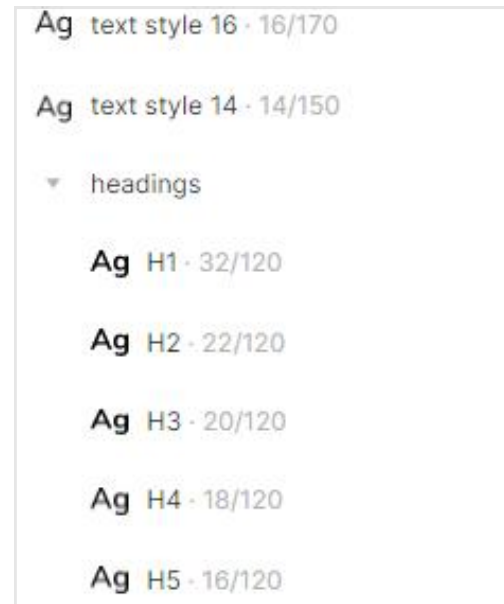 Ag text style 16 · 16/170
Ag text style 14 · 14/150
headings
Ag H1 · 32/120
Ag H2 · 22/120
Ag H3 · 20/120
Ag H4 · 18/120
Ag H5 · 16/120